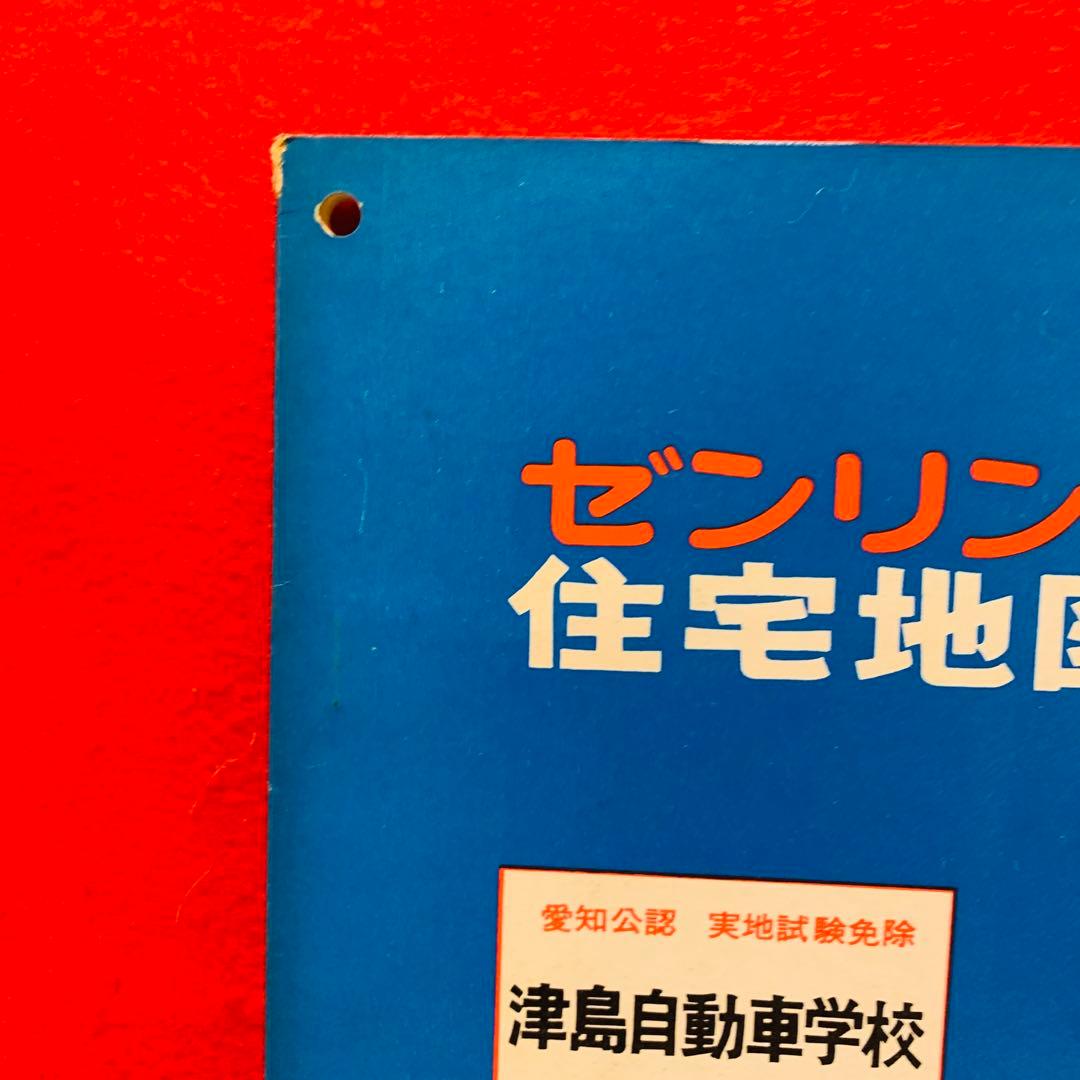 ゼンリン
住宅地図
愛知公認 実地試験免除
津島自動車学校